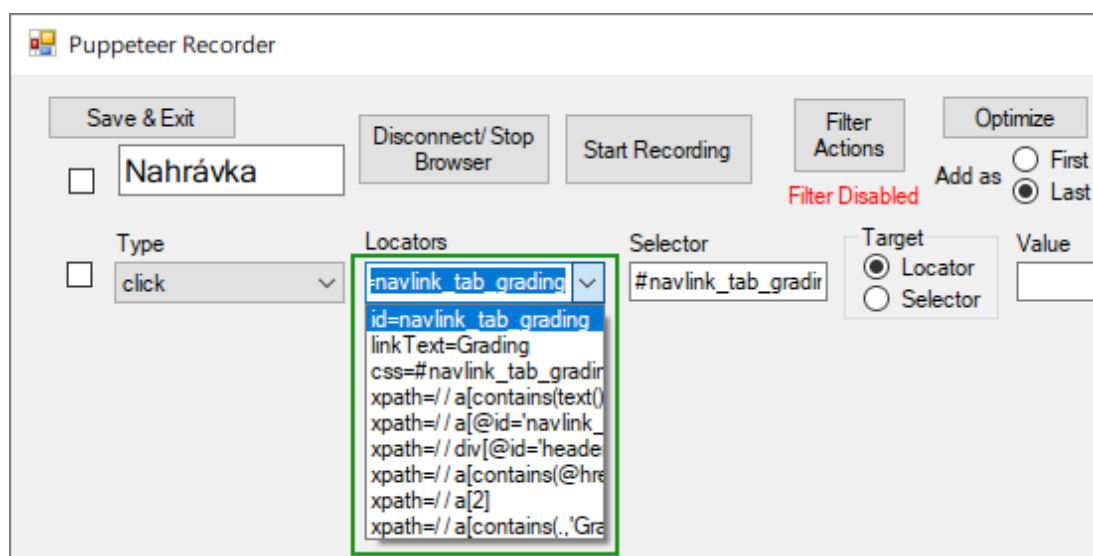 Puppeteer Recorder
Save & Exit
Disconnect/ Stop
Browser
Start Recording
Filter
Actions
Optimize
Nahrávka
Filter Disabled
Add as
First
Last
Type
Locators
Selector
Target
Value
click
=navlink_tab_grading
#navlink_tab_gradin
Locator
Selector
id=navlink_tab_grading
linkText=Grading
css=#navlink_tab_gradin
xpath=//a[contains(text()
xpath=//a[@id='navlink_
xpath=//div[@id='header
xpath=//a[contains(@hre
xpath=//a[2]
xpath=//a[contains(.,'Gra